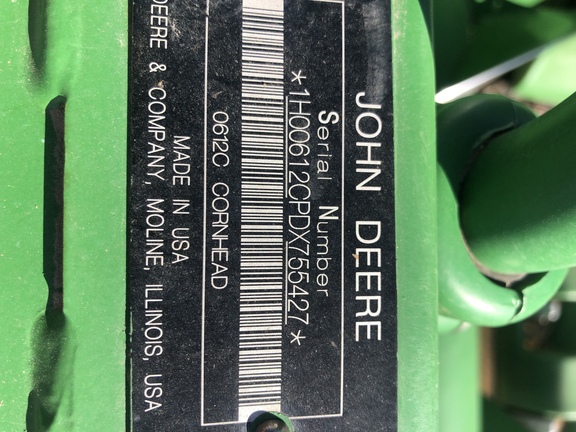 JOHN DEERE
Serial Number
*1H00612CPDX755427*
0612C CORNHEAD
MADE IN USA
DEERE & COMPANY, MOLINE, ILLINOIS, USA